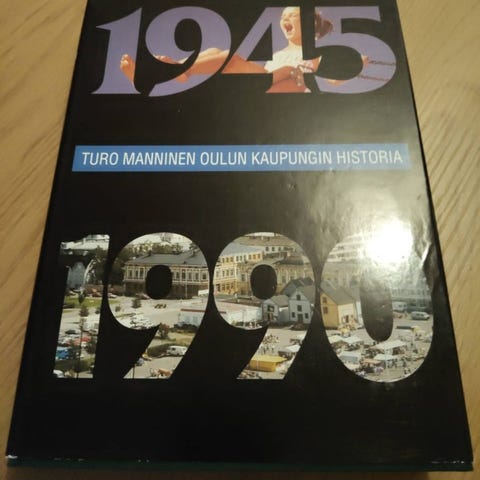 1945
TURO MANNINEN OULUN KAUPUNGIN HISTORIA
1990